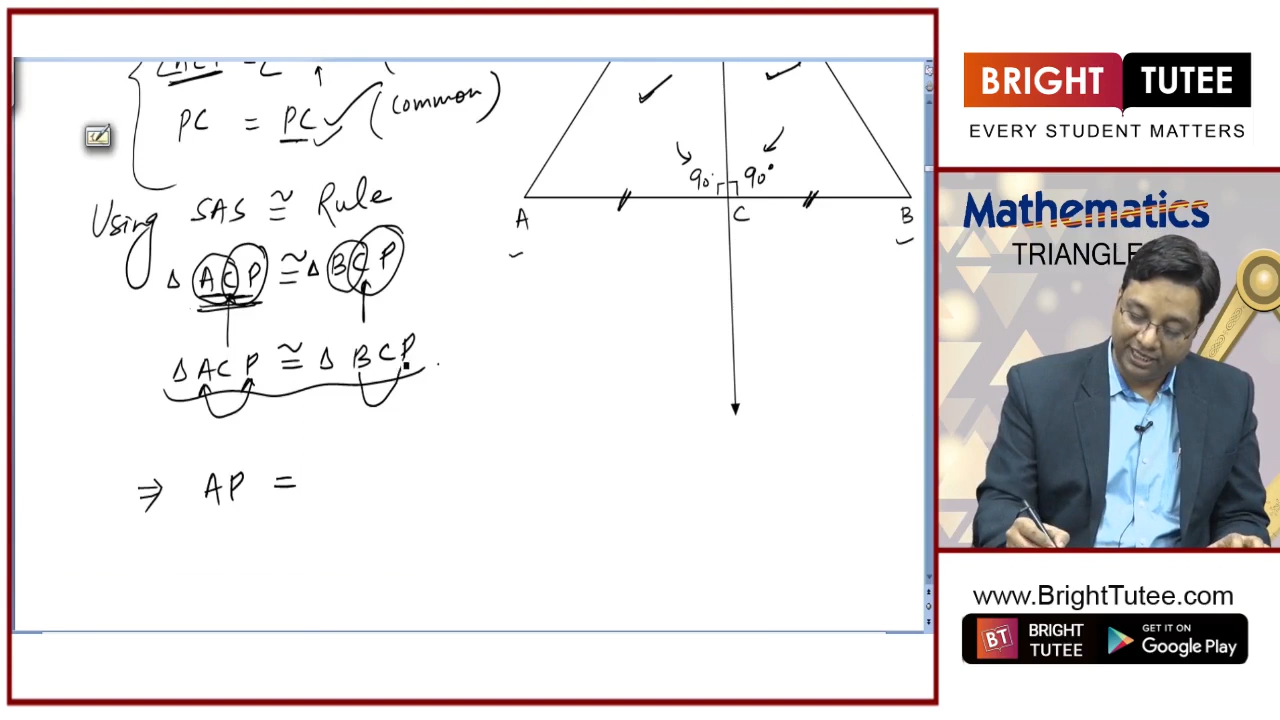 PC = PC (common)
Using SAS ≅ Rule
Δ ACP ≅ Δ BCP
Δ ACP ≅ Δ BCP .
⇒ AP =
90° 90°
A C B
BRIGHT TUTEE
EVERY STUDENT MATTERS
Mathematics
TRIANGLE
www.BrightTutee.com
BT BRIGHT TUTEE
GET IT ON
Google Play